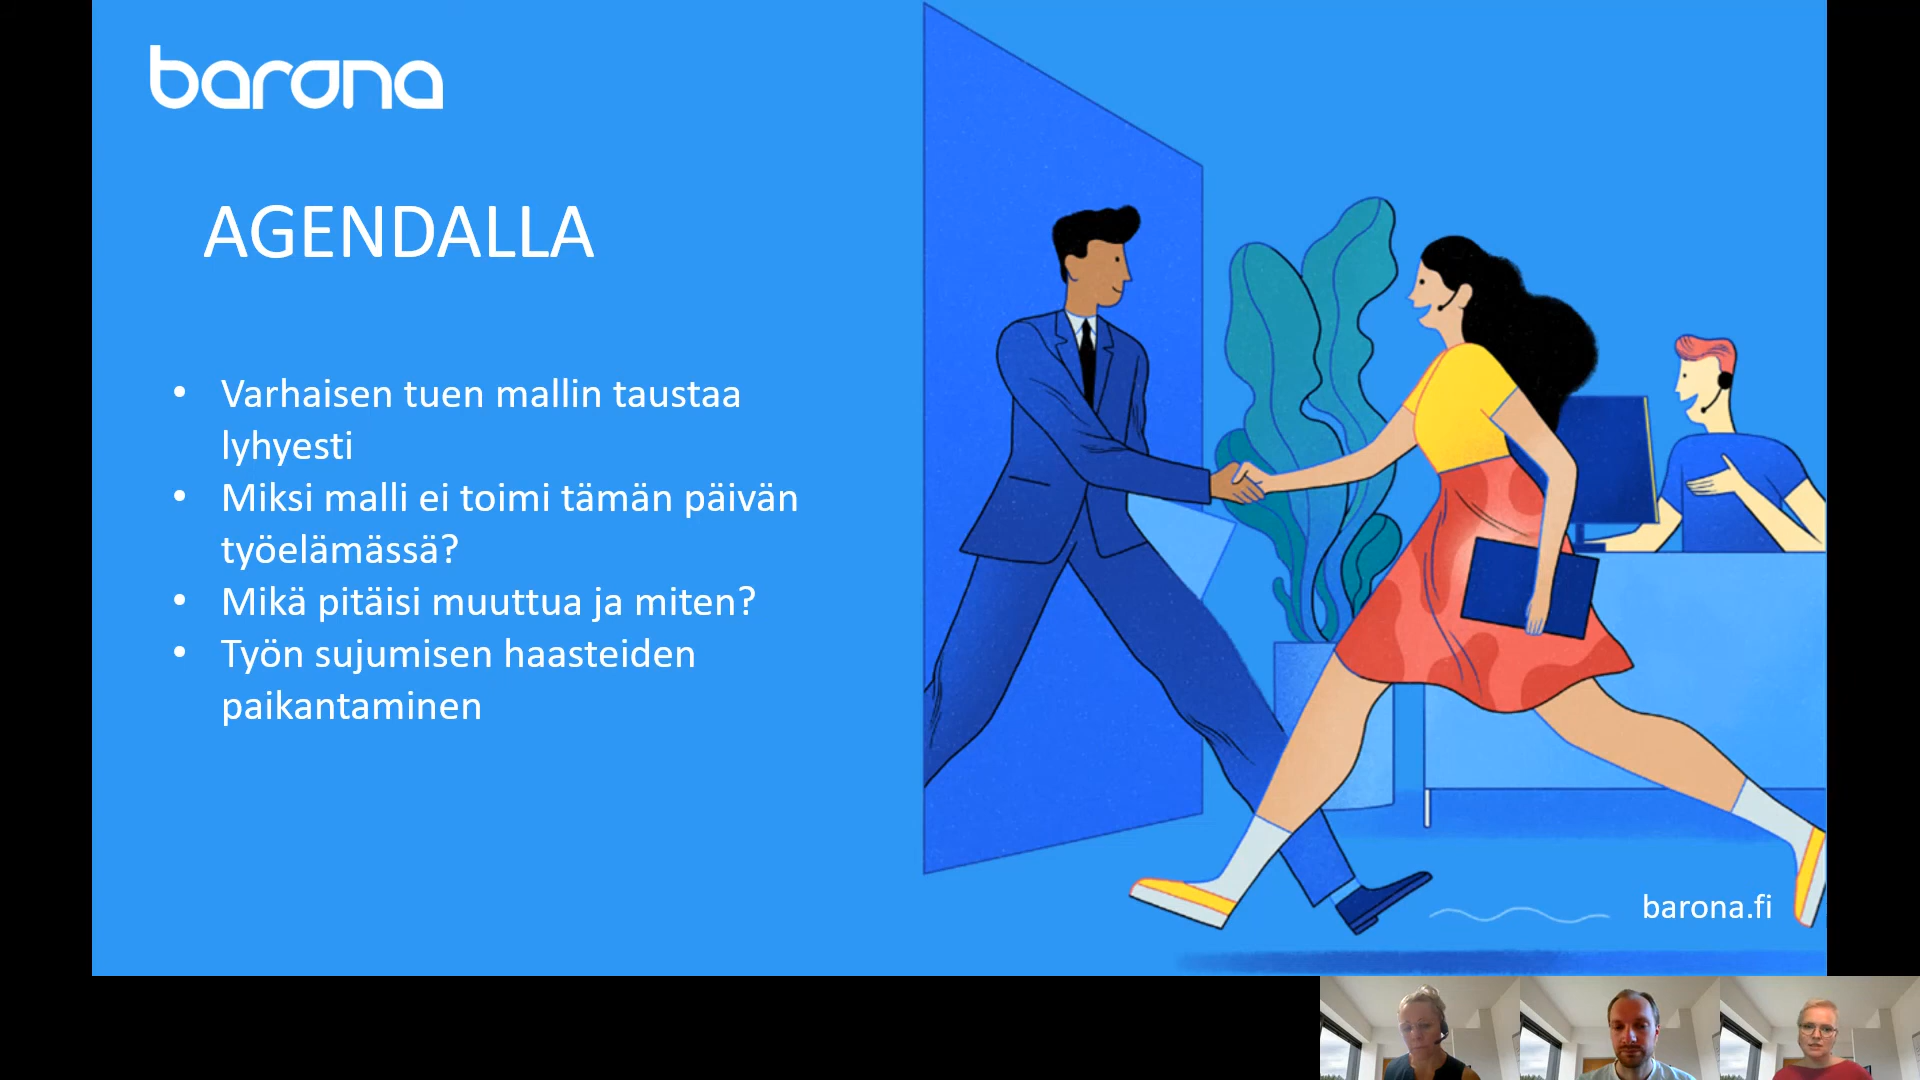 barona
AGENDALLA
• Varhaisen tuen mallin taustaa
lyhyesti
• Miksi malli ei toimi tämän päivän
työelämässä?
• Mikä pitäisi muuttua ja miten?
• Työn sujumisen haasteiden
paikantaminen
barona.fi